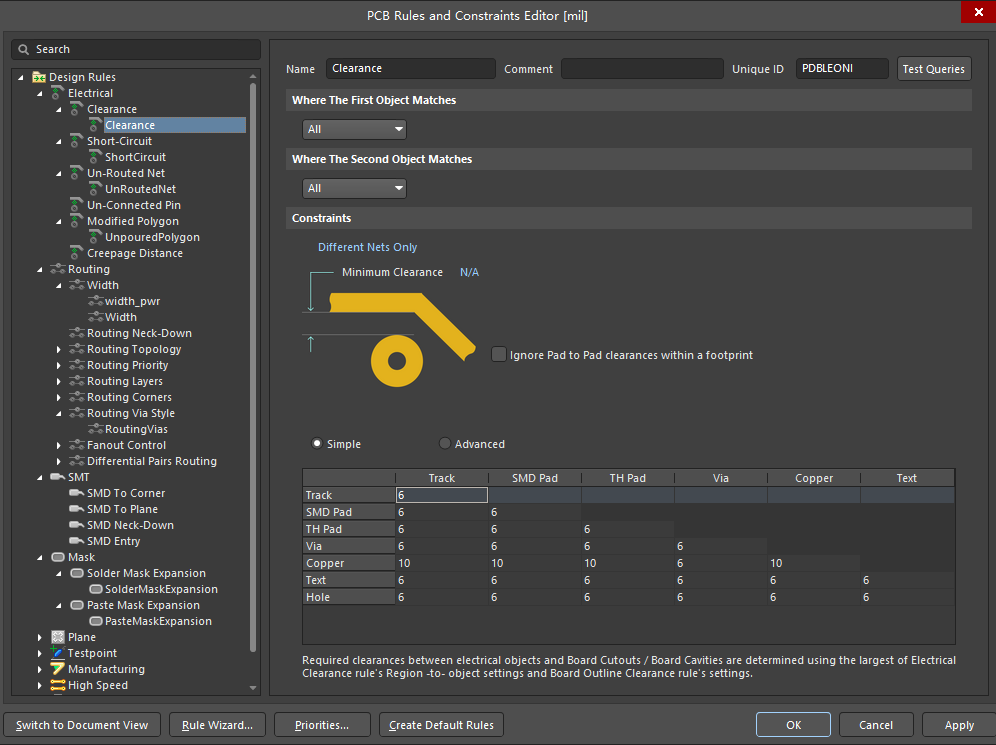 PCB Rules and Constraints Editor [mil]
Search
Design Rules
Electrical
Clearance
Clearance
Short-Circuit
ShortCircuit
Un-Routed Net
UnRoutedNet
Un-Connected Pin
Modified Polygon
UnpouredPolygon
Creepage Distance
Routing
Width
width_pwr
Width
Routing Neck-Down
Routing Topology
Routing Priority
Routing Layers
Routing Corners
Routing Via Style
RoutingVias
Fanout Control
Differential Pairs Routing
SMT
SMD To Corner
SMD To Plane
SMD Neck-Down
SMD Entry
Mask
Solder Mask Expansion
SolderMaskExpansion
Paste Mask Expansion
PasteMaskExpansion
Plane
Testpoint
Manufacturing
High Speed
Name Clearance Comment Unique ID PDBLEONI Test Queries
Where The First Object Matches
All
Where The Second Object Matches
All
Constraints
Different Nets Only
Minimum Clearance N/A
Ignore Pad to Pad clearances within a footprint
Simple Advanced
Track SMD Pad TH Pad Via Copper Text
Track 6
SMD Pad 6 6
TH Pad 6 6 6
Via 6 6 6 6
Copper 10 10 10 6 10
Text 6 6 6 6 6 6
Hole 6 6 6 6 6 6
Required clearances between electrical objects and Board Cutouts / Board Cavities are determined using the largest of Electrical
Clearance rule's Region -to- object settings and Board Outline Clearance rule's settings.
Switch to Document View Rule Wizard... Priorities... Create Default Rules OK Cancel Apply